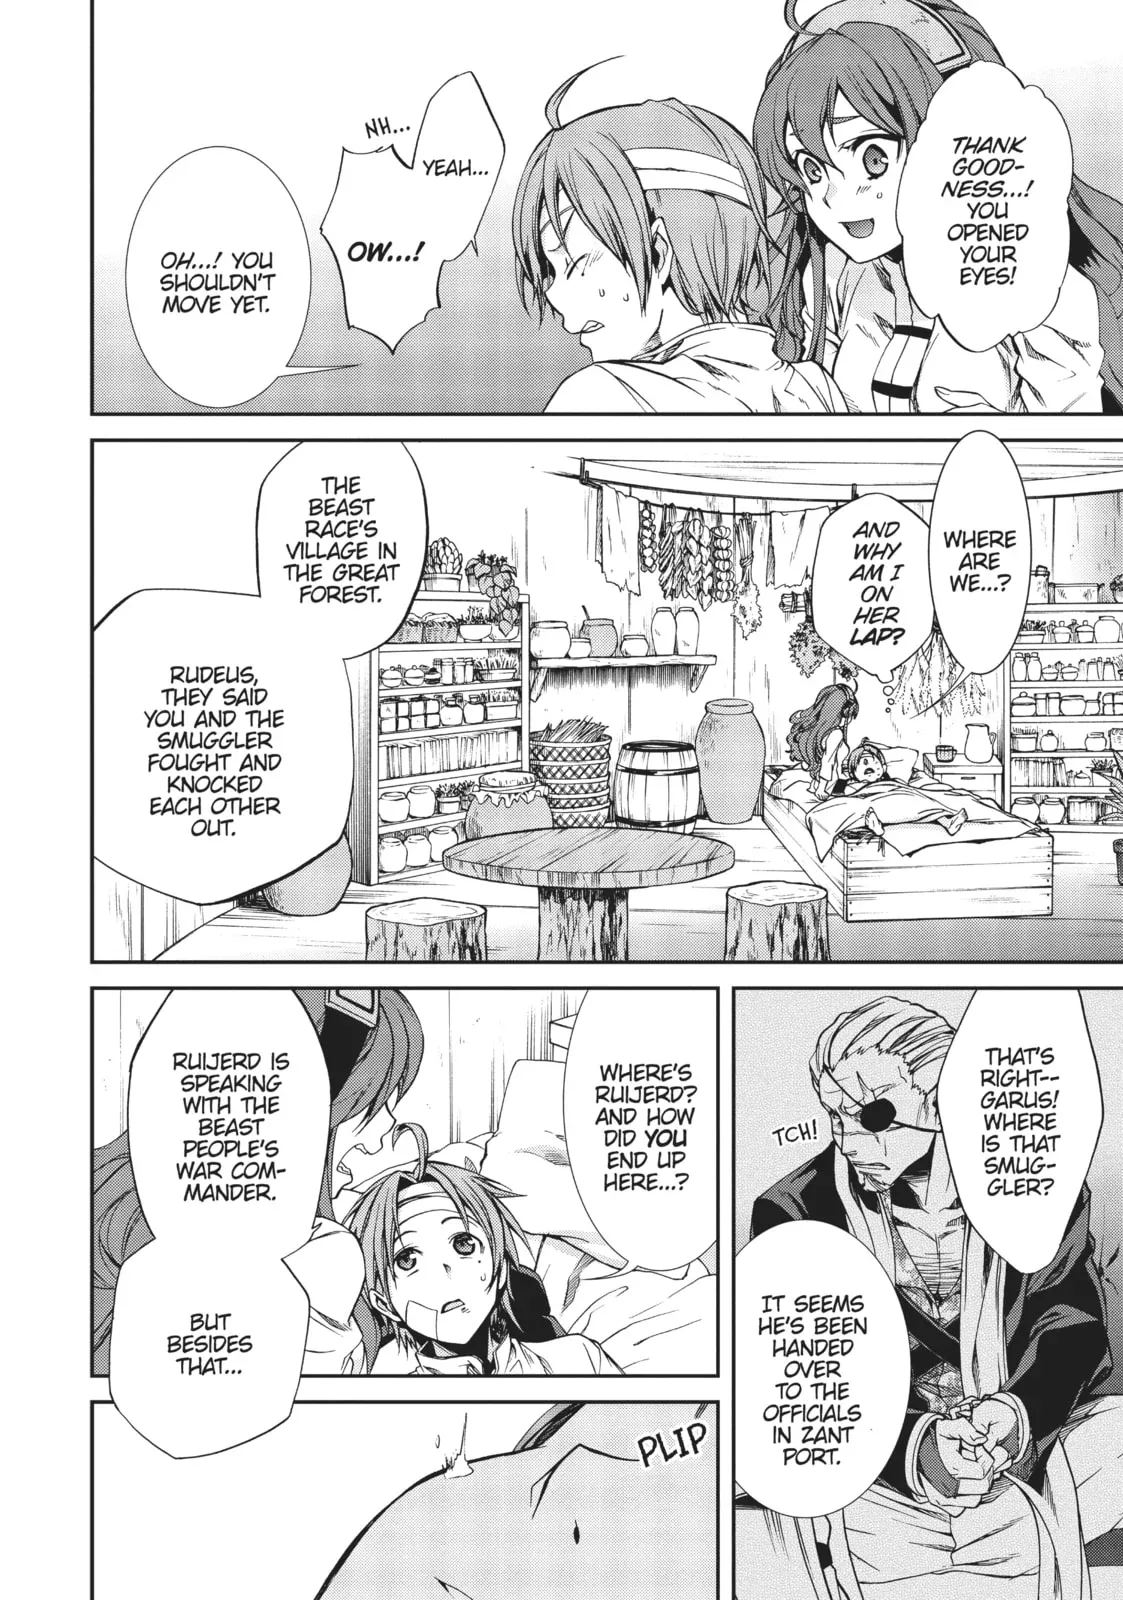 THANK
GOOD-
NESS...!
YOU
OPENED
YOUR
EYES!
NH...
YEAH...
OW...!
OH...! YOU
SHOULDN'T
MOVE YET.
WHERE
ARE
WE...?
AND
WHY
AM I
ON
HER
LAP?
THE
BEAST
RACE'S
VILLAGE IN
THE GREAT
FOREST.
RUDEUS,
THEY SAID
YOU AND THE
SMUGGLER
FOUGHT AND
KNOCKED
EACH OTHER
OUT.
THAT'S
RIGHT--
GARUS!
WHERE
IS THAT
SMUG-
GLER?
TCH!
IT SEEMS
HE'S BEEN
HANDED
OVER
TO THE
OFFICIALS
IN ZANT
PORT.
WHERE'S
RUIJERD?
AND HOW
DID YOU
END UP
HERE...?
RUIJERD IS
SPEAKING
WITH THE
BEAST
PEOPLE'S
WAR COM-
MANDER.
BUT
BESIDES
THAT...
PLIP